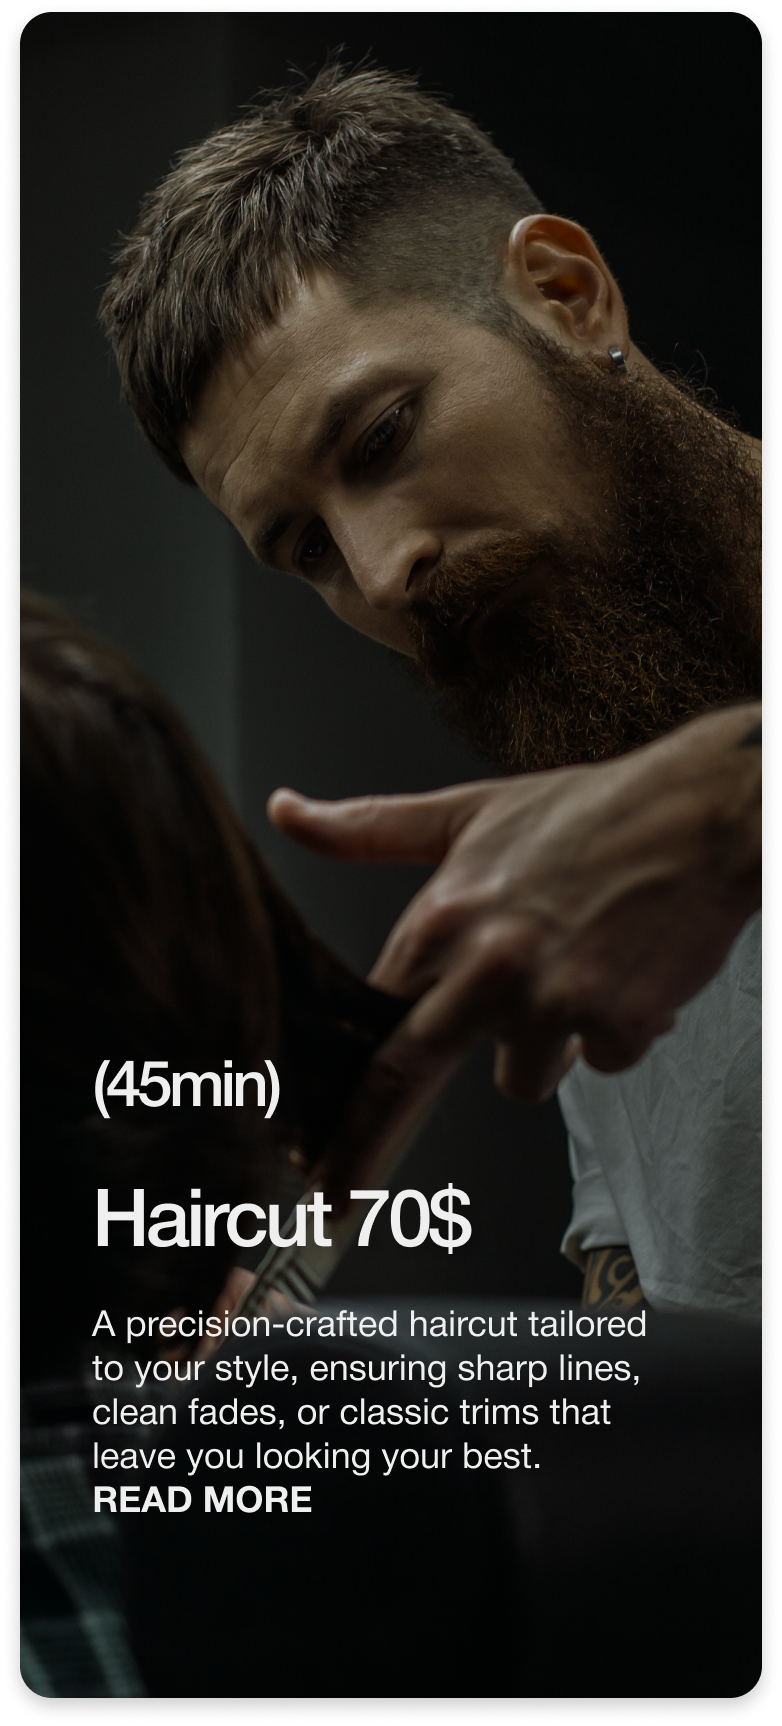 (45min)
Haircut 70$
A precision-crafted haircut tailored
to your style, ensuring sharp lines,
clean fades, or classic trims that
leave you looking your best.
READ MORE